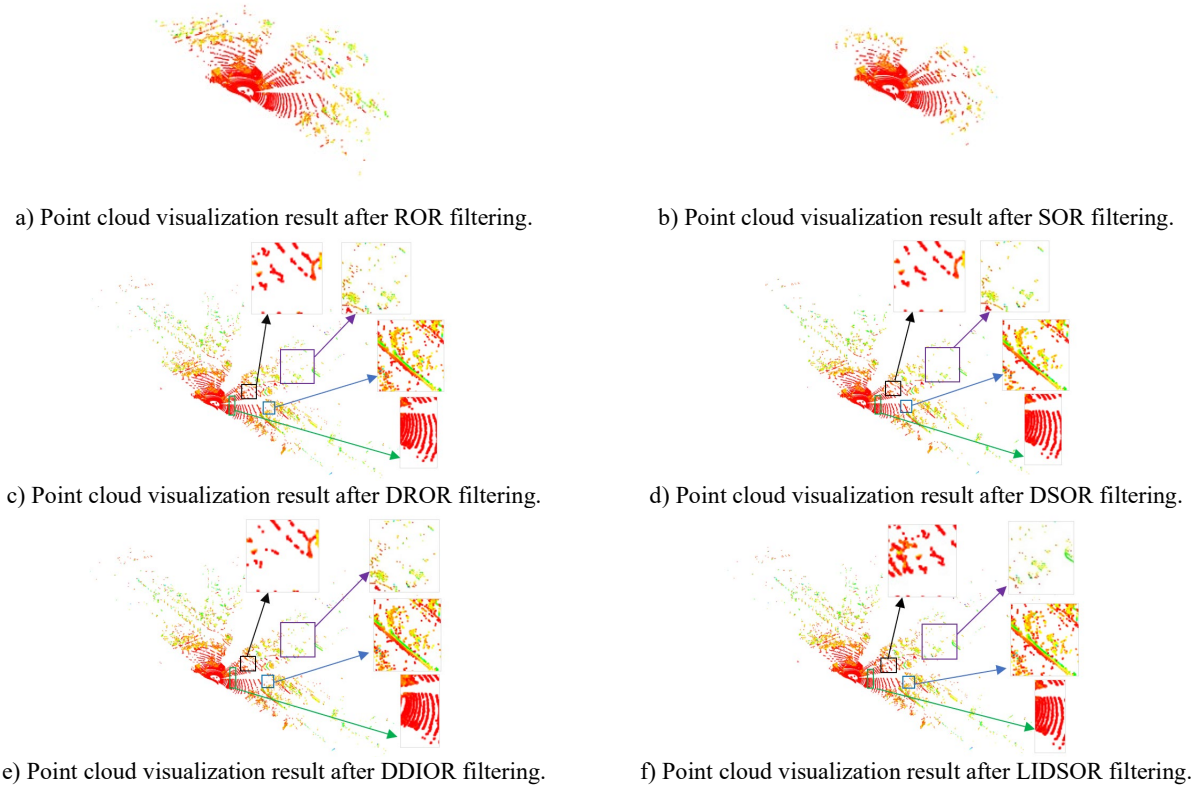 a) Point cloud visualization result after ROR filtering.
b) Point cloud visualization result after SOR filtering.
c) Point cloud visualization result after DROR filtering.
d) Point cloud visualization result after DSOR filtering.
e) Point cloud visualization result after DDIOR filtering.
f) Point cloud visualization result after LIDSOR filtering.